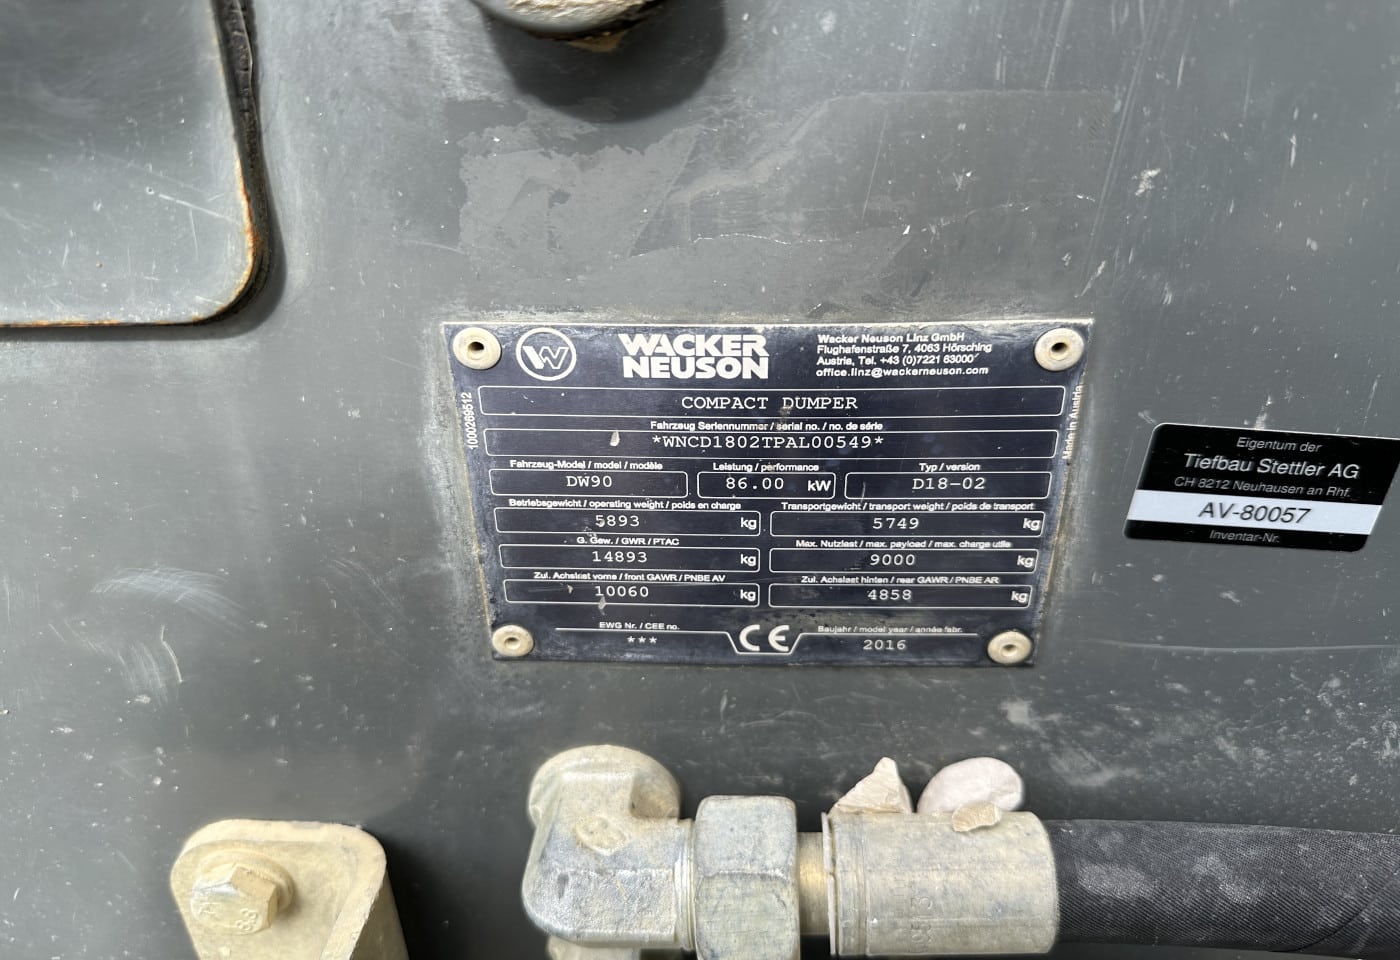 WACKER
NEUSON
Wacker Neuson Linz GmbH
Flughafenstraße 7, 4063 Hörsching
Austria, Tel. +43 (0)7221 63000
office.linz@wackerneuson.com
1000269512
Made in Austria
COMPACT DUMPER
Fahrzeug Seriennummer / serial no. / no. de série
*WNCD1802TPAL00549*
Fahrzeug-Model / model / modèle
Leistung / performance
Typ / version
DW90
86.00 kW
D18-02
Betriebsgewicht / operating weight / poids en charge
Transportgewicht / transport weight / poids de transport
5893 kg
5749 kg
G. Gew. / GWR / PTAC
Max. Nutzlast / max. payload / max. charge utile
14893 kg
9000 kg
Zul. Achslast vorne / front GAWR / PNBE AV
Zul. Achslast hinten / rear GAWR / PNBE AR
10060 kg
4858 kg
EWG Nr. / CEE no.
***
CE
Baujahr / model year / année fabr.
2016
Eigentum der
Tiefbau Stettler AG
CH 8212 Neuhausen an Rhf.
AV-80057
Inventar-Nr.
8.8